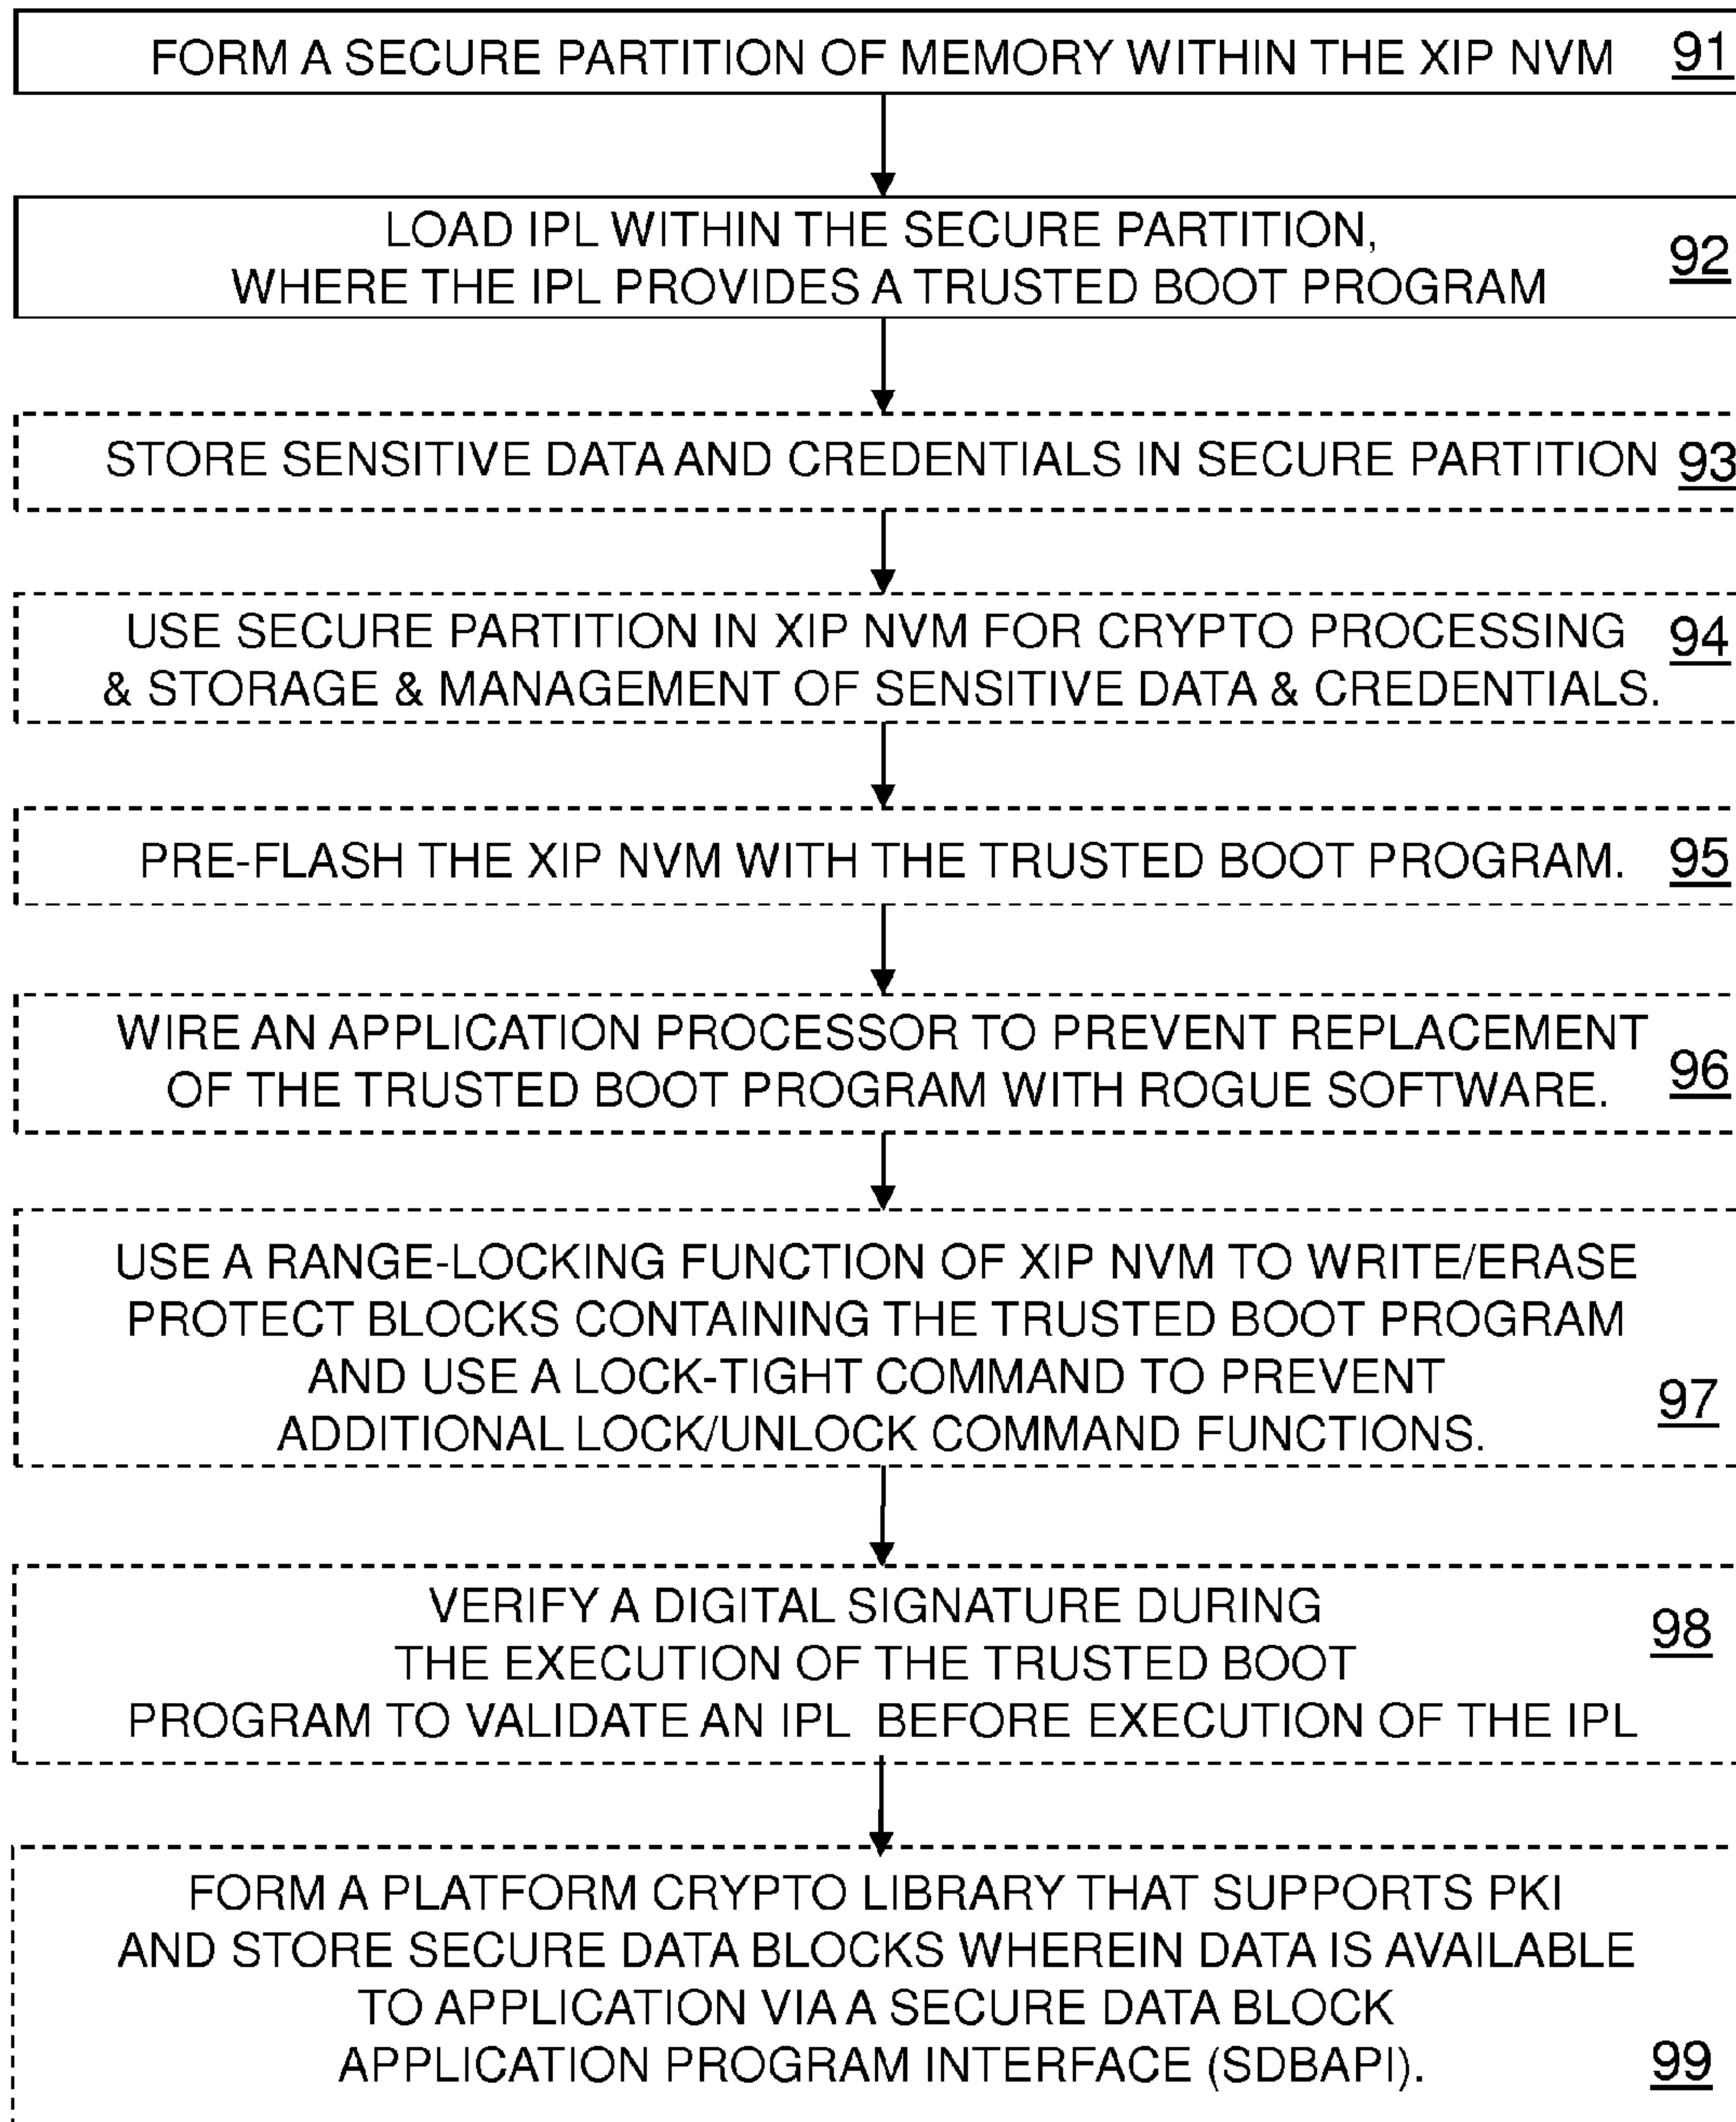 FORM A SECURE PARTITION OF MEMORY WITHIN THE XIP NVM 91
LOAD IPL WITHIN THE SECURE PARTITION,
WHERE THE IPL PROVIDES A TRUSTED BOOT PROGRAM 92
STORE SENSITIVE DATA AND CREDENTIALS IN SECURE PARTITION 93
USE SECURE PARTITION IN XIP NVM FOR CRYPTO PROCESSING 94
& STORAGE & MANAGEMENT OF SENSITIVE DATA & CREDENTIALS.
PRE-FLASH THE XIP NVM WITH THE TRUSTED BOOT PROGRAM. 95
WIRE AN APPLICATION PROCESSOR TO PREVENT REPLACEMENT
OF THE TRUSTED BOOT PROGRAM WITH ROGUE SOFTWARE. 96
USE A RANGE-LOCKING FUNCTION OF XIP NVM TO WRITE/ERASE
PROTECT BLOCKS CONTAINING THE TRUSTED BOOT PROGRAM
AND USE A LOCK-TIGHT COMMAND TO PREVENT
ADDITIONAL LOCK/UNLOCK COMMAND FUNCTIONS. 97
VERIFY A DIGITAL SIGNATURE DURING 98
THE EXECUTION OF THE TRUSTED BOOT
PROGRAM TO VALIDATE AN IPL BEFORE EXECUTION OF THE IPL
FORM A PLATFORM CRYPTO LIBRARY THAT SUPPORTS PKI
AND STORE SECURE DATA BLOCKS WHEREIN DATA IS AVAILABLE
TO APPLICATION VIA A SECURE DATA BLOCK
APPLICATION PROGRAM INTERFACE (SDBAPI). 99